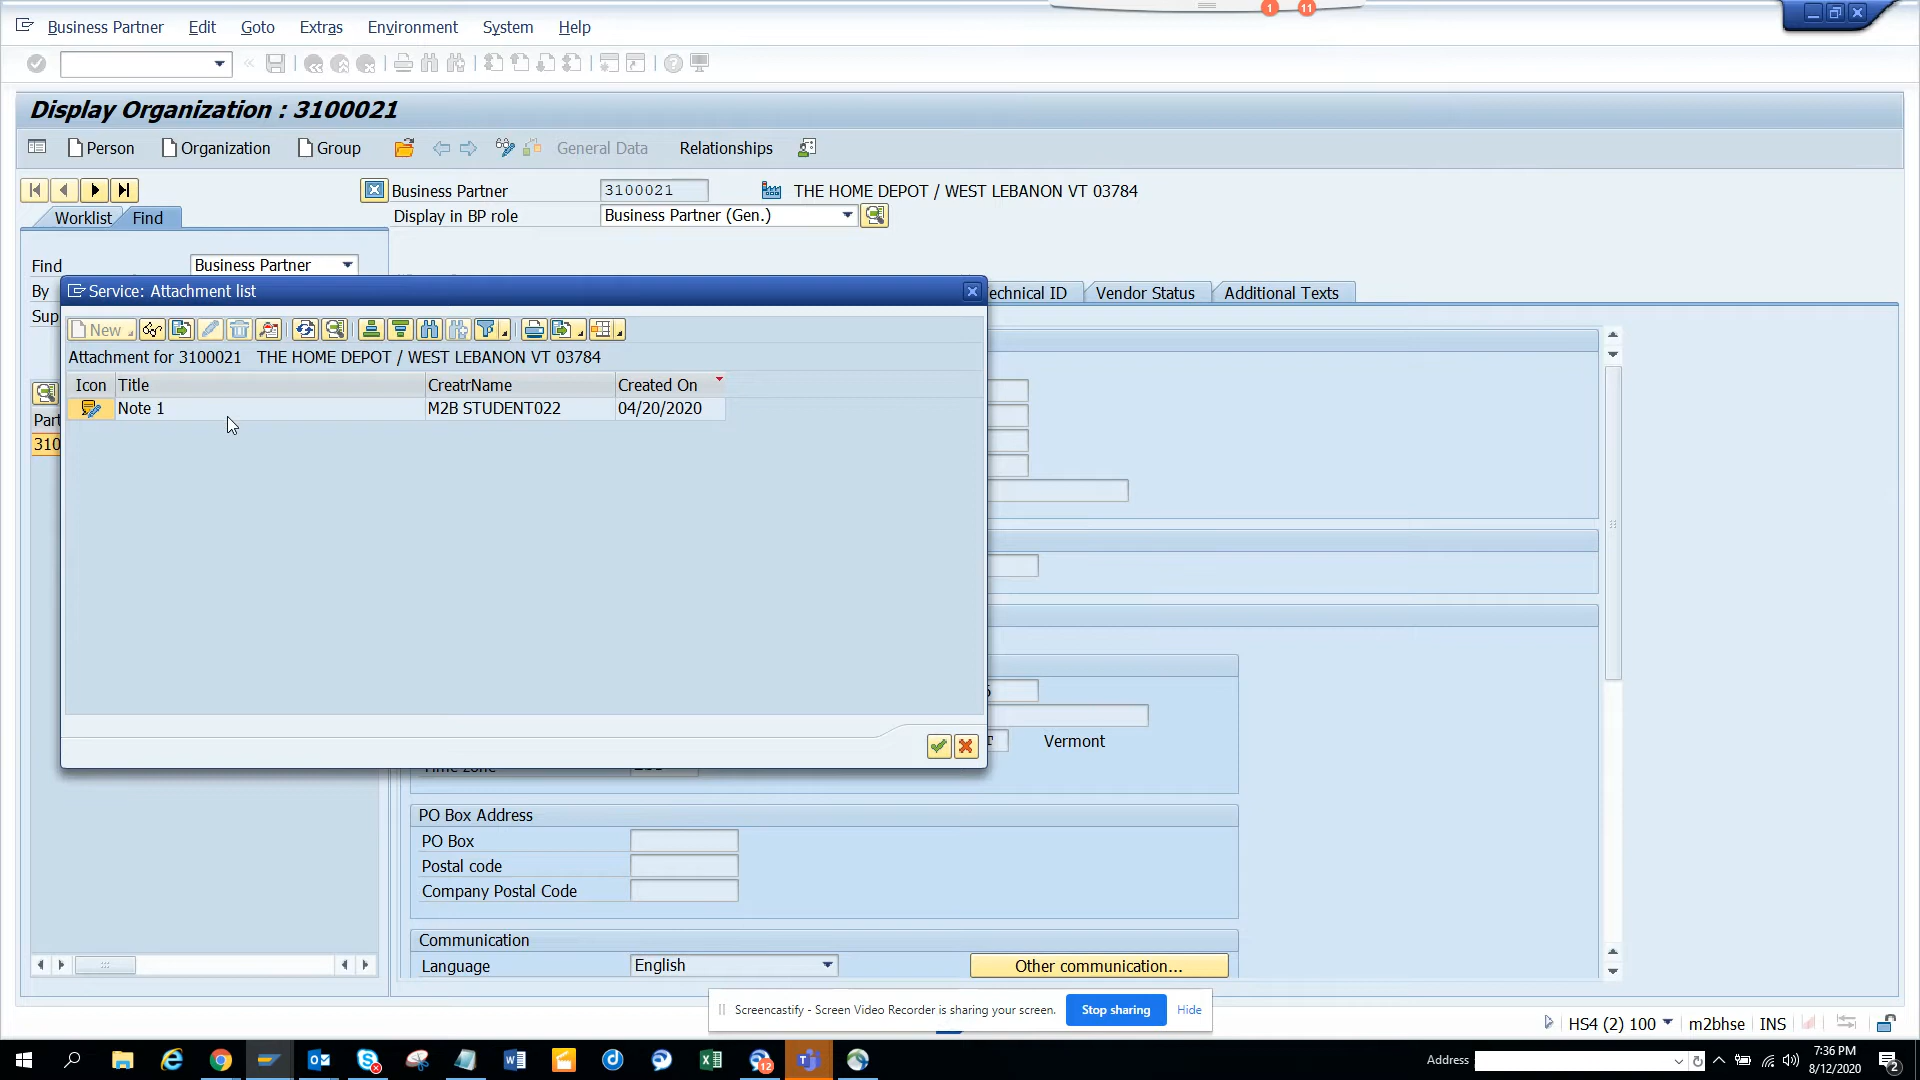 1 11
Business Partner Edit Goto Extras Environment System Help
Display Organization : 3100021
Person Organization Group General Data Relationships
Business Partner 3100021 THE HOME DEPOT / WEST LEBANON VT 03784
Display in BP role Business Partner (Gen.)
Worklist Find
Find Business Partner
By
Service: Attachment list
echnical ID Vendor Status Additional Texts
New
Attachment for 3100021 THE HOME DEPOT / WEST LEBANON VT 03784
Icon Title CreatrName Created On
Note 1 M2B STUDENT022 04/20/2020
Part
310
Vermont
PO Box Address
PO Box
Postal code
Company Postal Code
Communication
Language English Other communication...
Screencastify - Screen Video Recorder is sharing your screen. Stop sharing Hide
HS4 (2) 100 m2bhse INS
Address
7:36 PM
8/12/2020
12
2